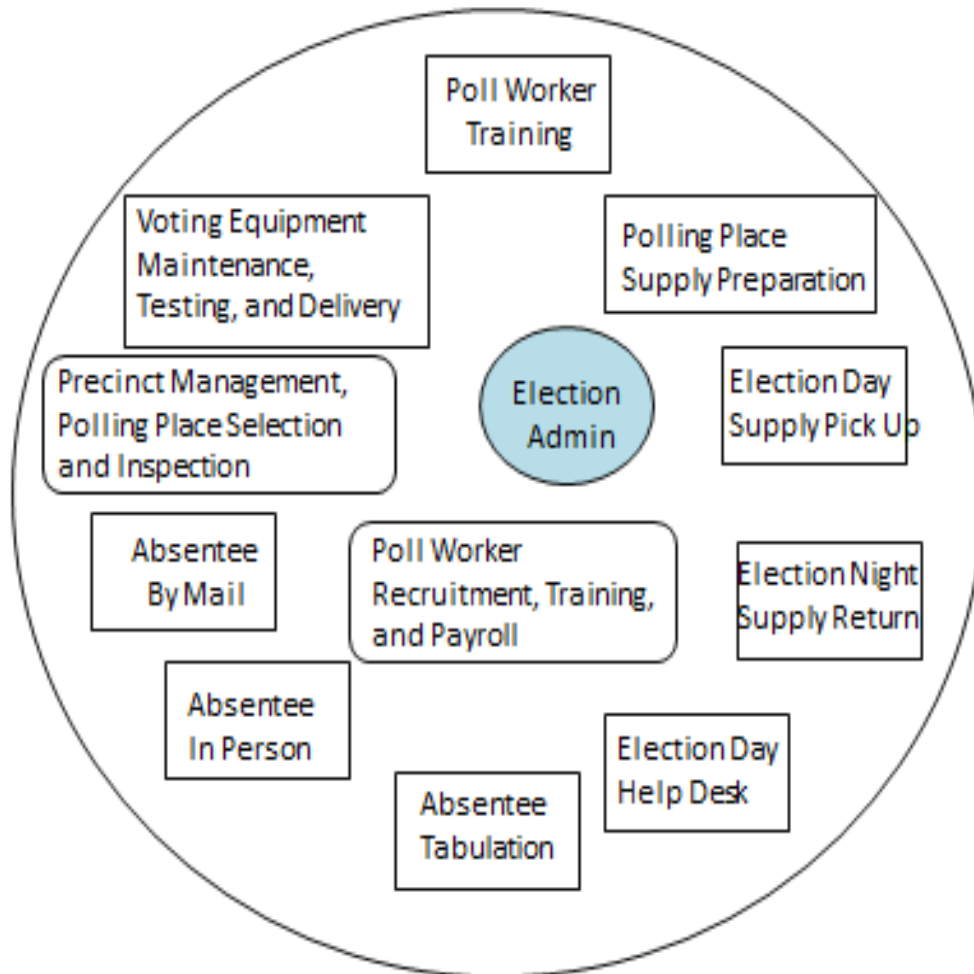 Poll Worker
Training
Voting Equipment
Maintenance,
Testing, and Delivery
Polling Place
Supply Preparation
Precinct Management,
Polling Place Selection
and Inspection
Election
Admin
Election Day
Supply Pick Up
Absentee
By Mail
Poll Worker
Recruitment, Training,
and Payroll
Election Night
Supply Return
Absentee
In Person
Election Day
Help Desk
Absentee
Tabulation